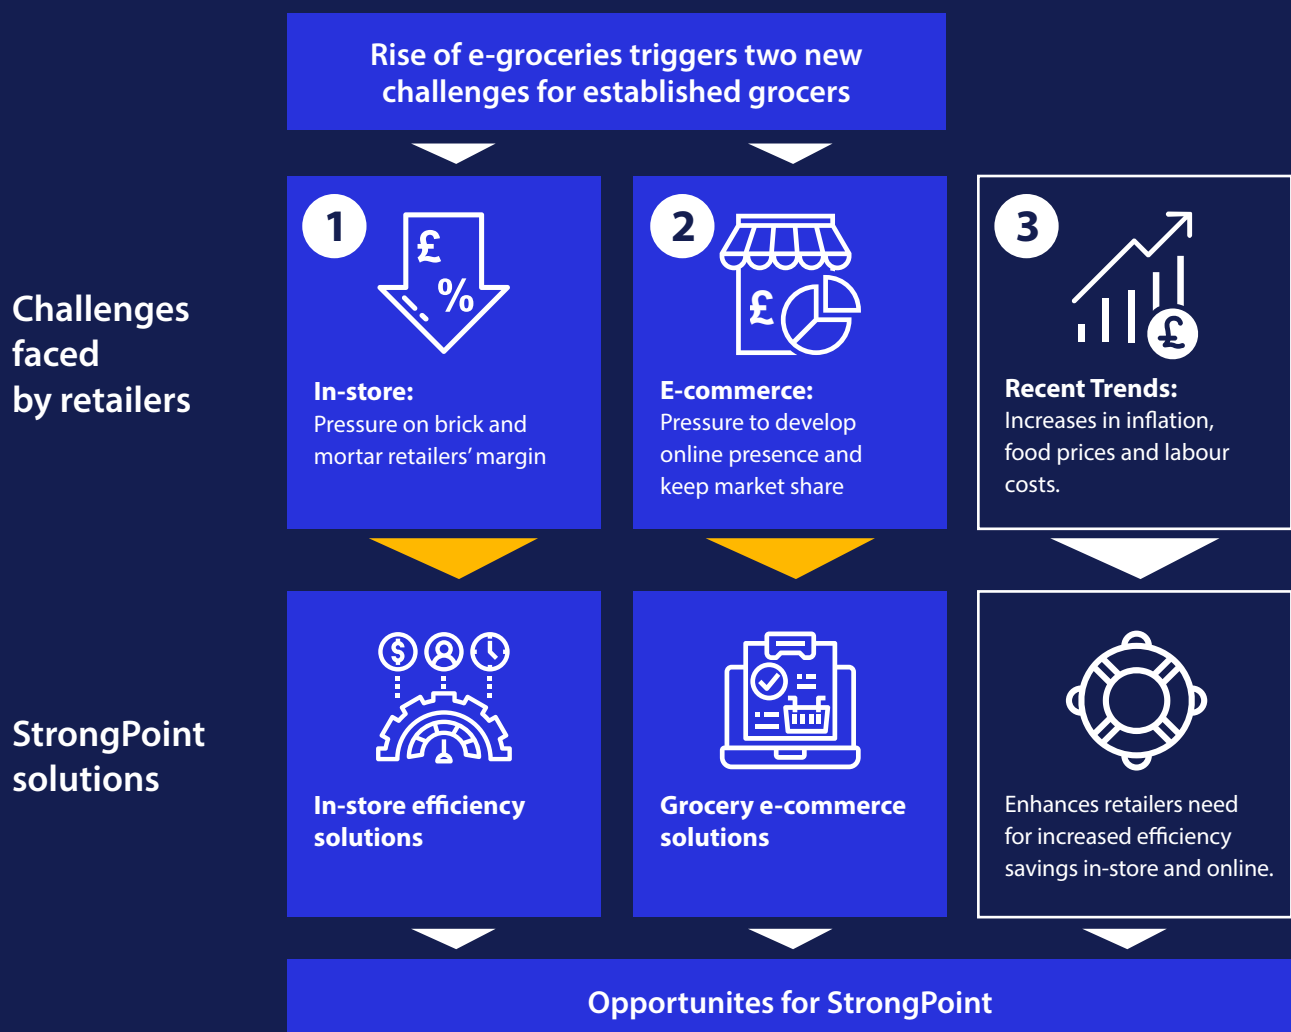 Rise of e-groceries triggers two new
challenges for established grocers
Challenges
faced
by retailers
1
£
%
In-store:
Pressure on brick and
mortar retailers’ margin
2
£
E-commerce:
Pressure to develop
online presence and
keep market share
3
£
Recent Trends:
Increases in inflation,
food prices and labour
costs.
StrongPoint
solutions
$
In-store efficiency
solutions
Grocery e-commerce
solutions
Enhances retailers need
for increased efficiency
savings in-store and online.
Opportunites for StrongPoint